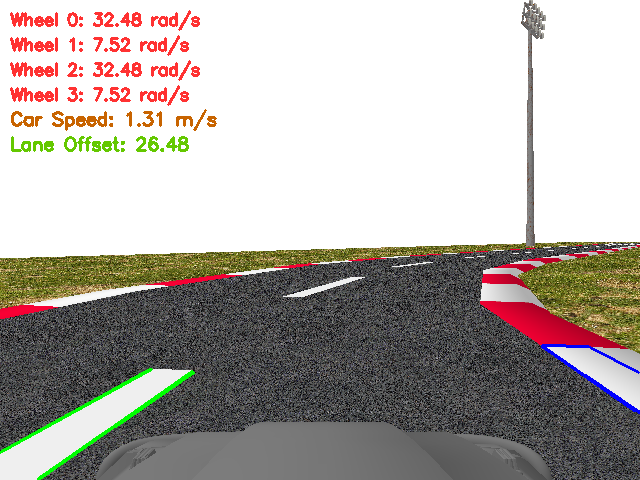 Wheel 0: 32.48 rad/s
Wheel 1: 7.52 rad/s
Wheel 2: 32.48 rad/s
Wheel 3: 7.52 rad/s
Car Speed: 1.31 m/s
Lane Offset: 26.48